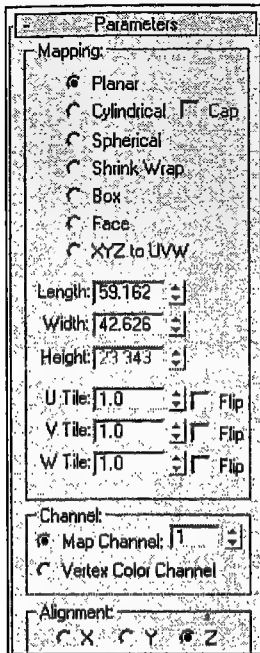 - Parameters
Mapping:
Planar
Cylindrical Cap
Spherical
Shrink Wrap
Box
Face
XYZ to UVW
Length: 59.162
Width: 42.626
Height: 23.343
U Tile: 1.0 Flip
V Tile: 1.0 Flip
W Tile: 1.0 Flip
Channel:
Map Channel: 1
Vertex Color Channel
Alignment:
X Y Z